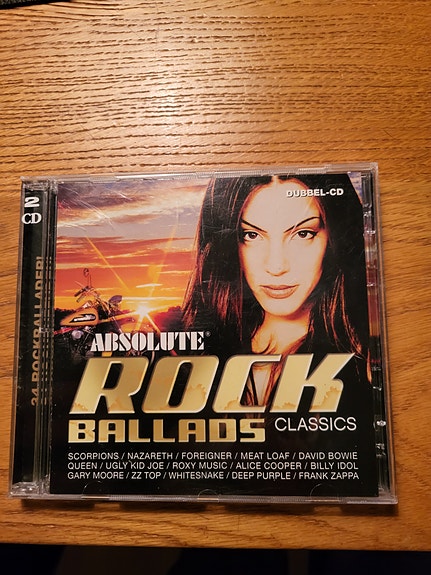 2
CD
34 ROCKBALLADER!
DUBBEL-CD
ABSOLUTE®
ROCK
BALLADS
CLASSICS
SCORPIONS / NAZARETH / FOREIGNER / MEAT LOAF / DAVID BOWIE
QUEEN / UGLY KID JOE / ROXY MUSIC / ALICE COOPER / BILLY IDOL
GARY MOORE / ZZ TOP / WHITESNAKE / DEEP PURPLE / FRANK ZAPPA